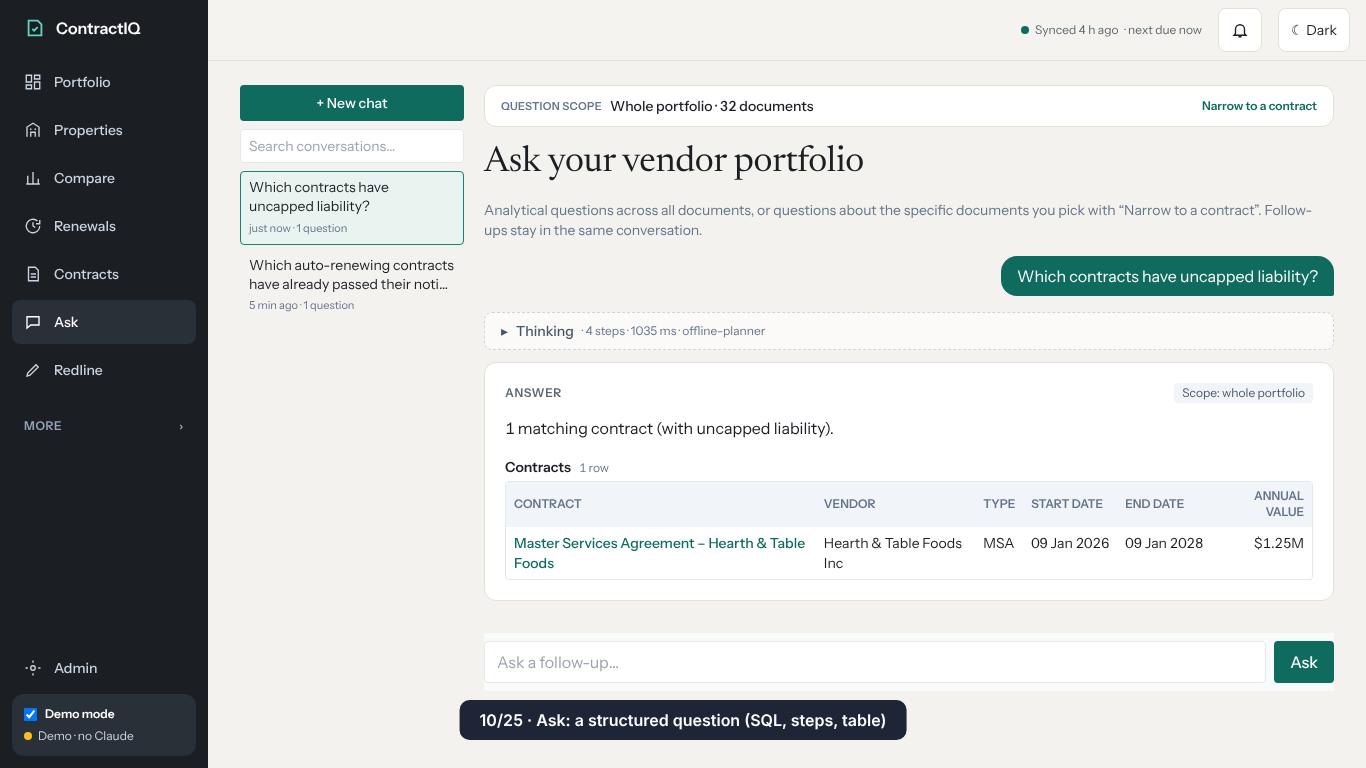 ContractIQ
Portfolio
Properties
Compare
Renewals
Contracts
Ask
Redline
MORE ›
Admin
Demo mode
Demo · no Claude
Synced 4 h ago · next due now
☾ Dark
+ New chat
Search conversations…
Which contracts have
uncapped liability?
just now · 1 question
Which auto-renewing contracts
have already passed their noti…
5 min ago · 1 question
QUESTION SCOPE Whole portfolio · 32 documents
Narrow to a contract
Ask your vendor portfolio
Analytical questions across all documents, or questions about the specific documents you pick with “Narrow to a contract”. Follow-
ups stay in the same conversation.
Which contracts have uncapped liability?
▸ Thinking · 4 steps · 1035 ms · offline-planner
ANSWER
Scope: whole portfolio
1 matching contract (with uncapped liability).
Contracts 1 row
CONTRACT VENDOR TYPE START DATE END DATE ANNUAL
VALUE
Master Services Agreement – Hearth & Table Hearth & Table Foods MSA 09 Jan 2026 09 Jan 2028 $1.25M
Foods Inc
Ask a follow-up…
Ask
10/25 · Ask: a structured question (SQL, steps, table)